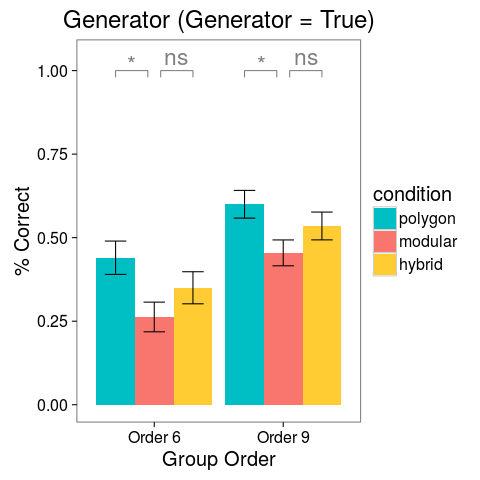 Generator (Generator = True)
* ns * ns
1.00
0.75
0.50
0.25
0.00
% Correct
Order 6 Order 9
Group Order
condition
polygon
modular
hybrid